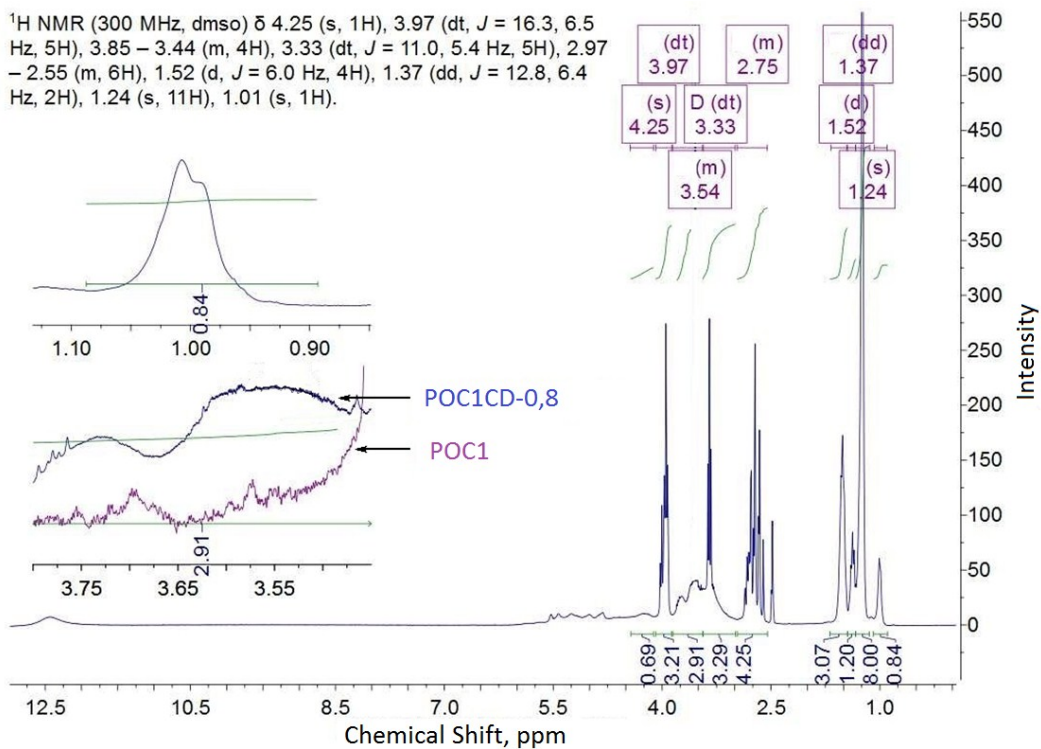 ¹H NMR (300 MHz, dmso) δ 4.25 (s, 1H), 3.97 (dt, J = 16.3, 6.5
Hz, 5H), 3.85 – 3.44 (m, 4H), 3.33 (dt, J = 11.0, 5.4 Hz, 5H), 2.97
– 2.55 (m, 6H), 1.52 (d, J = 6.0 Hz, 4H), 1.37 (dd, J = 12.8, 6.4
Hz, 2H), 1.24 (s, 11H), 1.01 (s, 1H).
(dt)
3.97
(m)
2.75
(dd)
1.37
(s)
4.25
D (dt)
3.33
(d)
1.52
(m)
3.54
(s)
1.24
0.84
1.10 1.00 0.90
POC1CD-0,8
POC1
2.91
3.75 3.65 3.55
550
500
450
400
350
300
250
200
150
100
50
0
Intensity
0.69 3.21 2.91 3.29 4.25 3.07 1.20 8.00 0.84
12.5 10.5 8.5 7.0 5.5 4.0 2.5 1.0
Chemical Shift, ppm